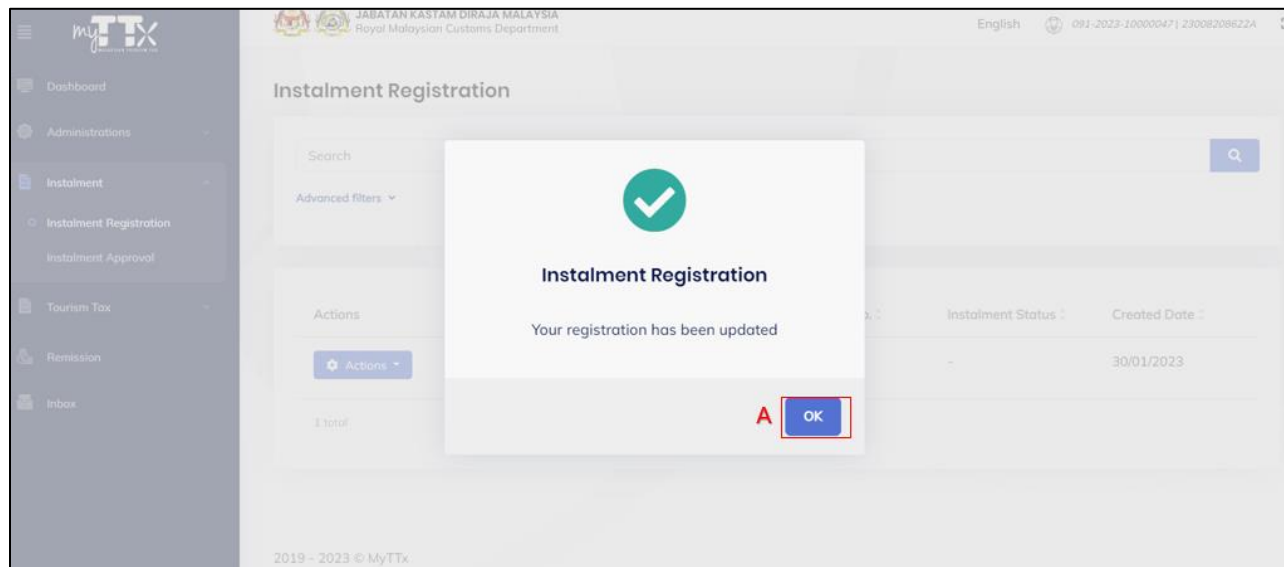 myTTX
JABATAN KASTAM DIRAJA MALAYSIA
Royal Malaysian Customs Department
English
091-2023-10000047 | 23008208622A
Dashboard
Administrations
Instalment
Instalment Registration
Instalment Approval
Tourism Tax
Remission
Inbox
Instalment Registration
Search
Advanced filters
Instalment Registration
Your registration has been updated
A OK
Actions
Instalment Status
Created Date
Actions
-
30/01/2023
1 total
2019 - 2023 © MyTTx